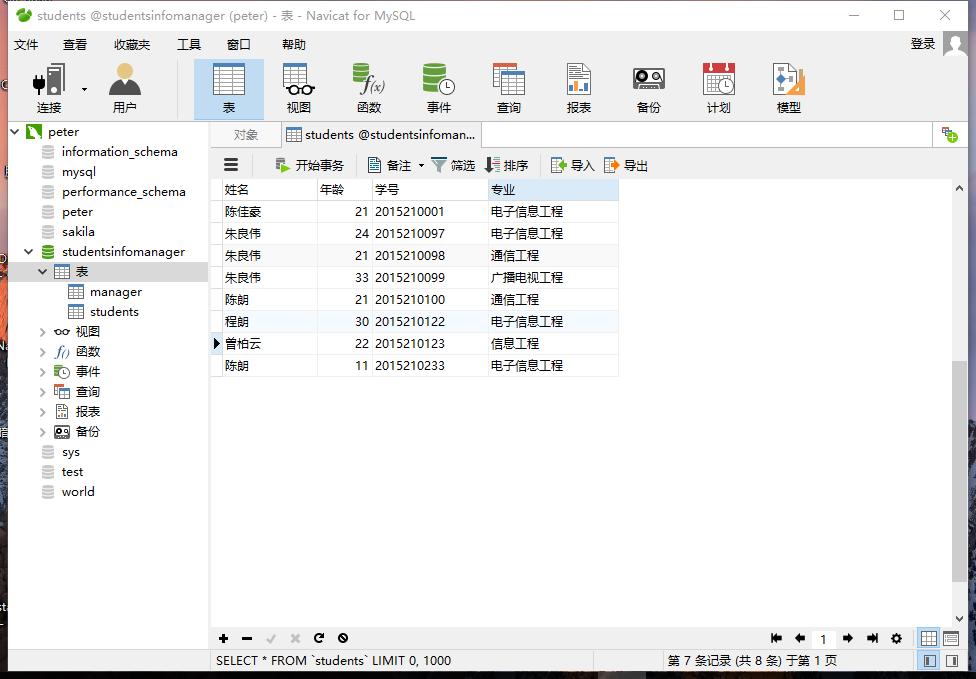 students @studentsinfomanager (peter) - 表 - Navicat for MySQL
文件 查看 收藏夹 工具 窗口 帮助 登录
连接 用户 表 视图 函数 事件 查询 报表 备份 计划 模型
peter
information_schema
mysql
performance_schema
peter
sakila
studentsinfomanager
表
manager
students
视图
函数
事件
查询
报表
备份
sys
test
world
对象 students @studentsinfoman...
开始事务 备注 筛选 排序 导入 导出
姓名 年龄 学号 专业
陈佳豪 21 2015210001 电子信息工程
朱良伟 24 2015210097 电子信息工程
朱良伟 21 2015210098 通信工程
朱良伟 33 2015210099 广播电视工程
陈朗 21 2015210100 通信工程
程朗 30 2015210122 电子信息工程
曾柏云 22 2015210123 信息工程
陈朗 11 2015210233 电子信息工程
1
SELECT * FROM `students` LIMIT 0, 1000
第 7 条记录 (共 8 条) 于第 1 页